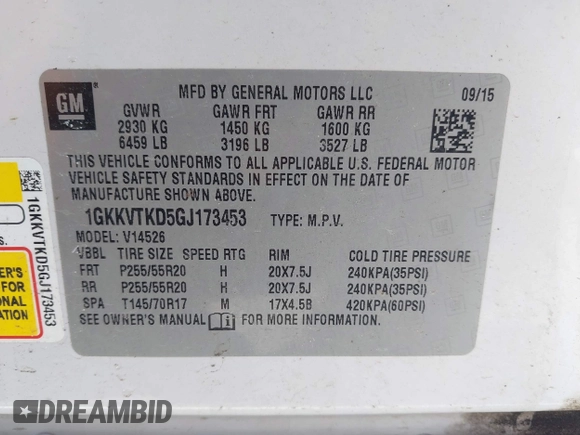 GM
MFD BY GENERAL MOTORS LLC 09/15
GVWR GAWR FRT GAWR RR
2930 KG 1450 KG 1600 KG
6459 LB 3196 LB 3527 LB
THIS VEHICLE CONFORMS TO ALL APPLICABLE U.S. FEDERAL MOTOR
VEHICLE SAFETY STANDARDS IN EFFECT ON THE DATE OF
MANUFACTURE SHOWN ABOVE.
1GKKVTKD5GJ173453 TYPE: M.P.V.
MODEL: V14526
VBBL TIRE SIZE SPEED RTG RIM COLD TIRE PRESSURE
FRT P255/55R20 H 20X7.5J 240KPA(35PSI)
RR P255/55R20 H 20X7.5J 240KPA(35PSI)
SPA T145/70R17 M 17X4.5B 420KPA(60PSI)
SEE OWNER'S MANUAL FOR MORE INFORMATION
1GKKVTKD5GJ173453
FOR
ONAL
ATION
DREAMBID